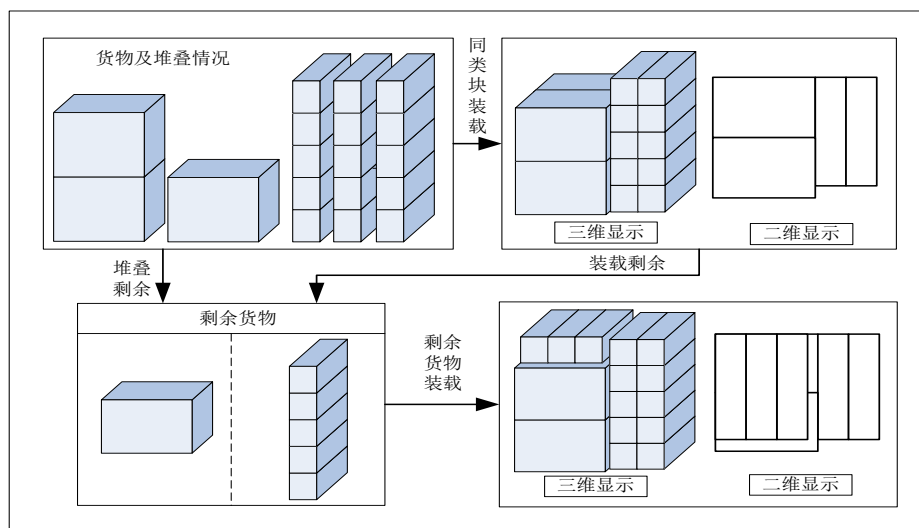 货物及堆叠情况
同
类
块
装
载
三维显示
二维显示
堆叠
剩余
装载剩余
剩余货物
剩余
货物
装载
三维显示
二维显示